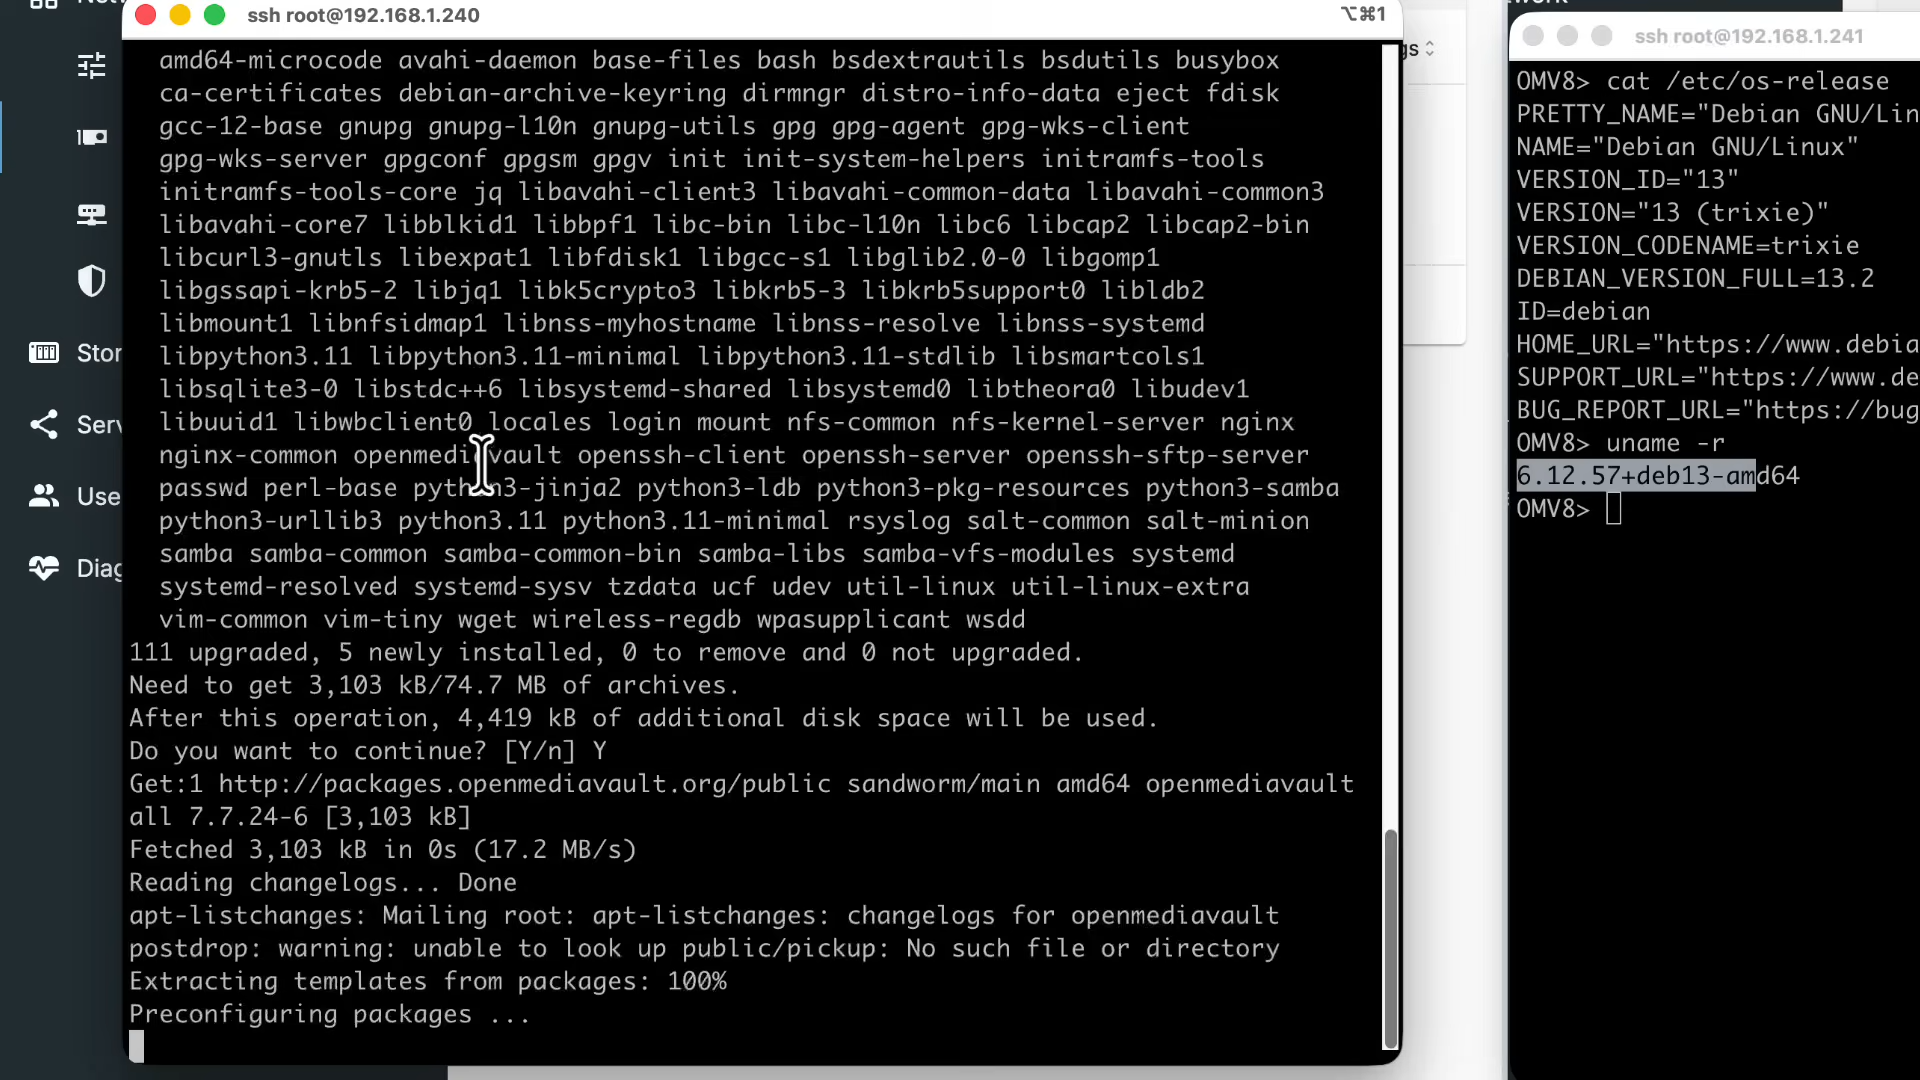 ssh root@192.168.1.240
⌥⌘1
amd64-microcode avahi-daemon base-files bash bsdextrautils bsdutils busybox
ca-certificates debian-archive-keyring dirmngr distro-info-data eject fdisk
gcc-12-base gnupg gnupg-l10n gnupg-utils gpg gpg-agent gpg-wks-client
gpg-wks-server gpgconf gpgsm gpgv init init-system-helpers initramfs-tools
initramfs-tools-core jq libavahi-client3 libavahi-common-data libavahi-common3
libavahi-core7 libblkid1 libbpf1 libc-bin libc-l10n libc6 libcap2 libcap2-bin
libcurl3-gnutls libexpat1 libfdisk1 libgcc-s1 libglib2.0-0 libgomp1
libgssapi-krb5-2 libjq1 libk5crypto3 libkrb5-3 libkrb5support0 libldb2
libmount1 libnfsidmap1 libnss-myhostname libnss-resolve libnss-systemd
libpython3.11 libpython3.11-minimal libpython3.11-stdlib libsmartcols1
libsqlite3-0 libstdc++6 libsystemd-shared libsystemd0 libtheora0 libudev1
libuuid1 libwbclient0 locales login mount nfs-common nfs-kernel-server nginx
nginx-common openmediavault openssh-client openssh-server openssh-sftp-server
passwd perl-base python3-jinja2 python3-ldb python3-pkg-resources python3-samba
python3-urllib3 python3.11 python3.11-minimal rsyslog salt-common salt-minion
samba samba-common samba-common-bin samba-libs samba-vfs-modules systemd
systemd-resolved systemd-sysv tzdata ucf udev util-linux util-linux-extra
vim-common vim-tiny wget wireless-regdb wpasupplicant wsdd
111 upgraded, 5 newly installed, 0 to remove and 0 not upgraded.
Need to get 3,103 kB/74.7 MB of archives.
After this operation, 4,419 kB of additional disk space will be used.
Do you want to continue? [Y/n] Y
Get:1 http://packages.openmediavault.org/public sandworm/main amd64 openmediavault
all 7.7.24-6 [3,103 kB]
Fetched 3,103 kB in 0s (17.2 MB/s)
Reading changelogs... Done
apt-listchanges: Mailing root: apt-listchanges: changelogs for openmediavault
postdrop: warning: unable to look up public/pickup: No such file or directory
Extracting templates from packages: 100%
Preconfiguring packages ...
Stor
Serv
Use
Diag
gs
ssh root@192.168.1.241
OMV8> cat /etc/os-release
PRETTY_NAME="Debian GNU/Lin
NAME="Debian GNU/Linux"
VERSION_ID="13"
VERSION="13 (trixie)"
VERSION_CODENAME=trixie
DEBIAN_VERSION_FULL=13.2
ID=debian
HOME_URL="https://www.debia
SUPPORT_URL="https://www.de
BUG_REPORT_URL="https://bug
OMV8> uname -r
6.12.57+deb13-amd64
OMV8>